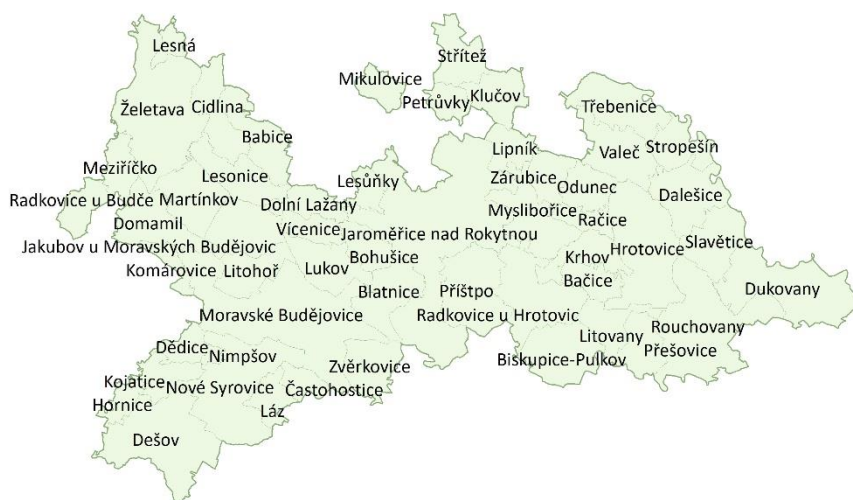 Lesná
Střítež
Mikulovice
Petrůvky
Klučov
Želetava
Cidlina
Třebenice
Babice
Lipník
Valeč
Stropešín
Meziříčko
Lesonice
Lesůňky
Zárubice
Odunec
Radkovice u Budče
Martínkov
Dolní Lažany
Myslibořice
Račice
Dalešice
Domamil
Vícenice
Jaroměřice nad Rokytnou
Jakubov u Moravských Budějovic
Bohušice
Krhov
Hrotovice
Slavětice
Komárovice
Litohoř
Lukov
Bačice
Blatnice
Příštpo
Dukovany
Moravské Budějovice
Radkovice u Hrotovic
Litovany
Rouchovany
Dědice
Nimpšov
Zvěrkovice
Biskupice-Pulkov
Přešovice
Kojatice
Nové Syrovice
Častohostice
Hornice
Láz
Dešov